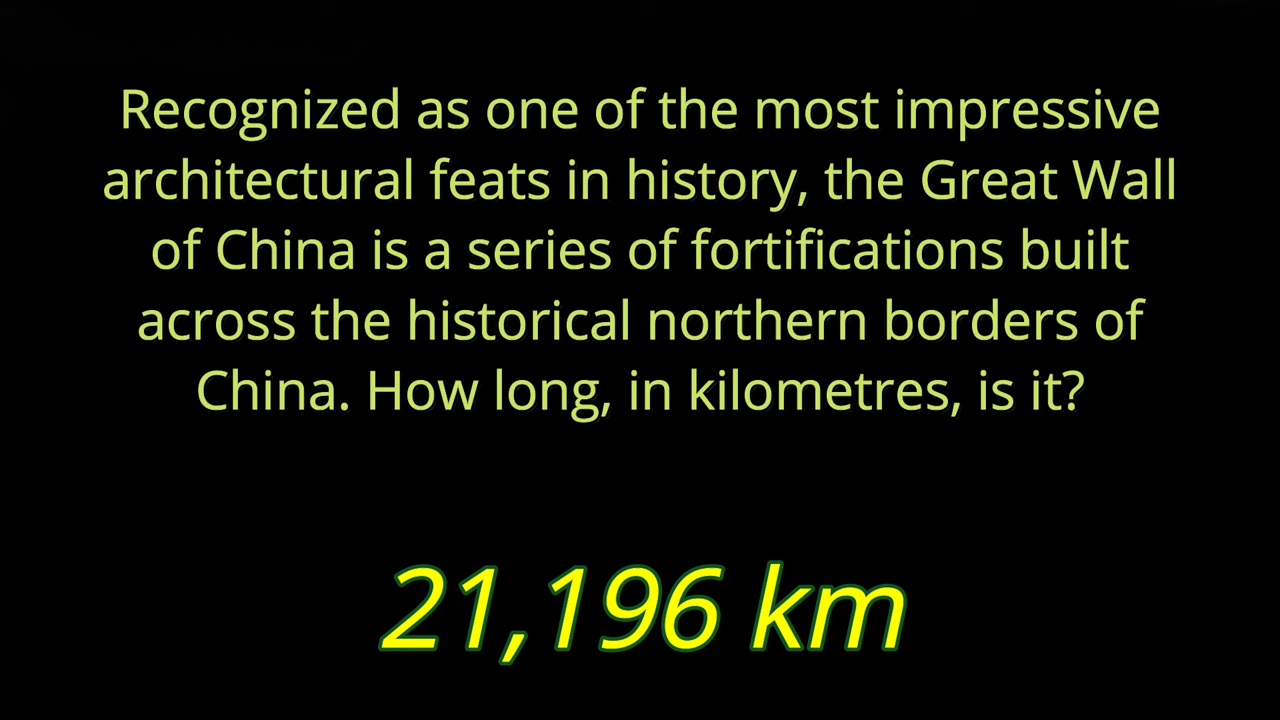 Recognized as one of the most impressive
architectural feats in history, the Great Wall
of China is a series of fortifications built
across the historical northern borders of
China. How long, in kilometres, is it?
21,196 km